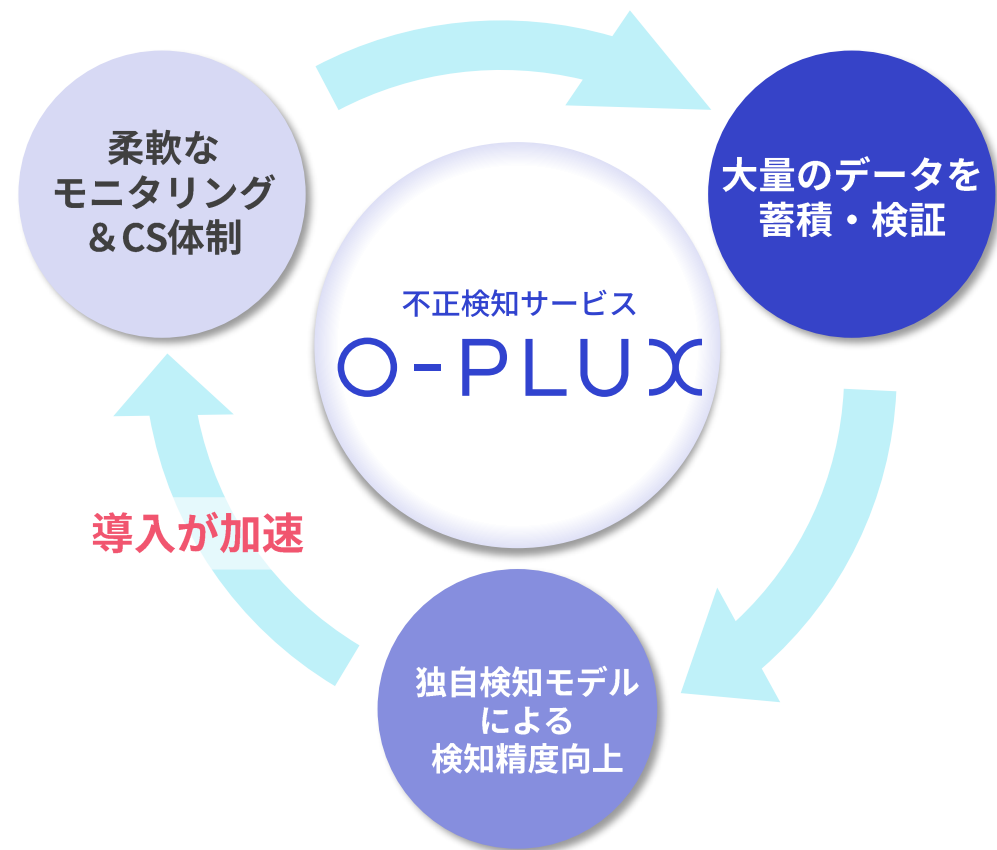 柔軟な
モニタリング
＆CS体制
大量のデータを
蓄積・検証
不正検知サービス
O-PLUX
導入が加速
独自検知モデル
による
検知精度向上